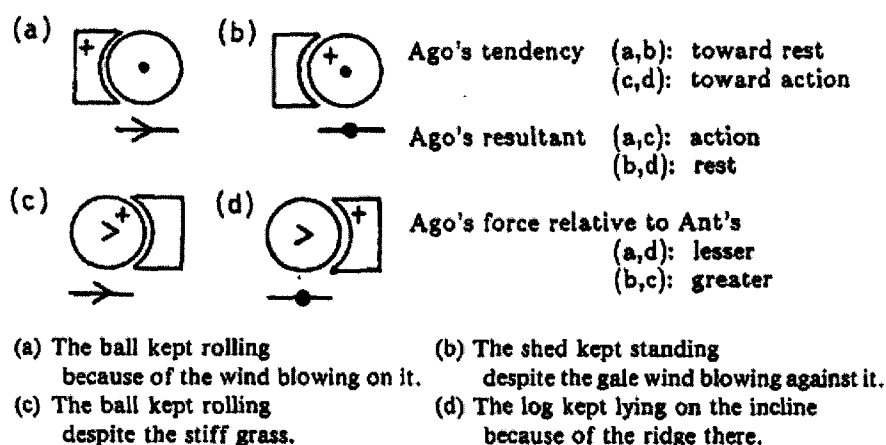 (a) (b) Ago's tendency (a,b): toward rest
(c,d): toward action
Ago's resultant (a,c): action
(b,d): rest
(c) (d) Ago's force relative to Ant's
(a,d): lesser
(b,c): greater
(a) The ball kept rolling
because of the wind blowing on it.
(b) The shed kept standing
despite the gale wind blowing against it.
(c) The ball kept rolling
despite the stiff grass.
(d) The log kept lying on the incline
because of the ridge there.